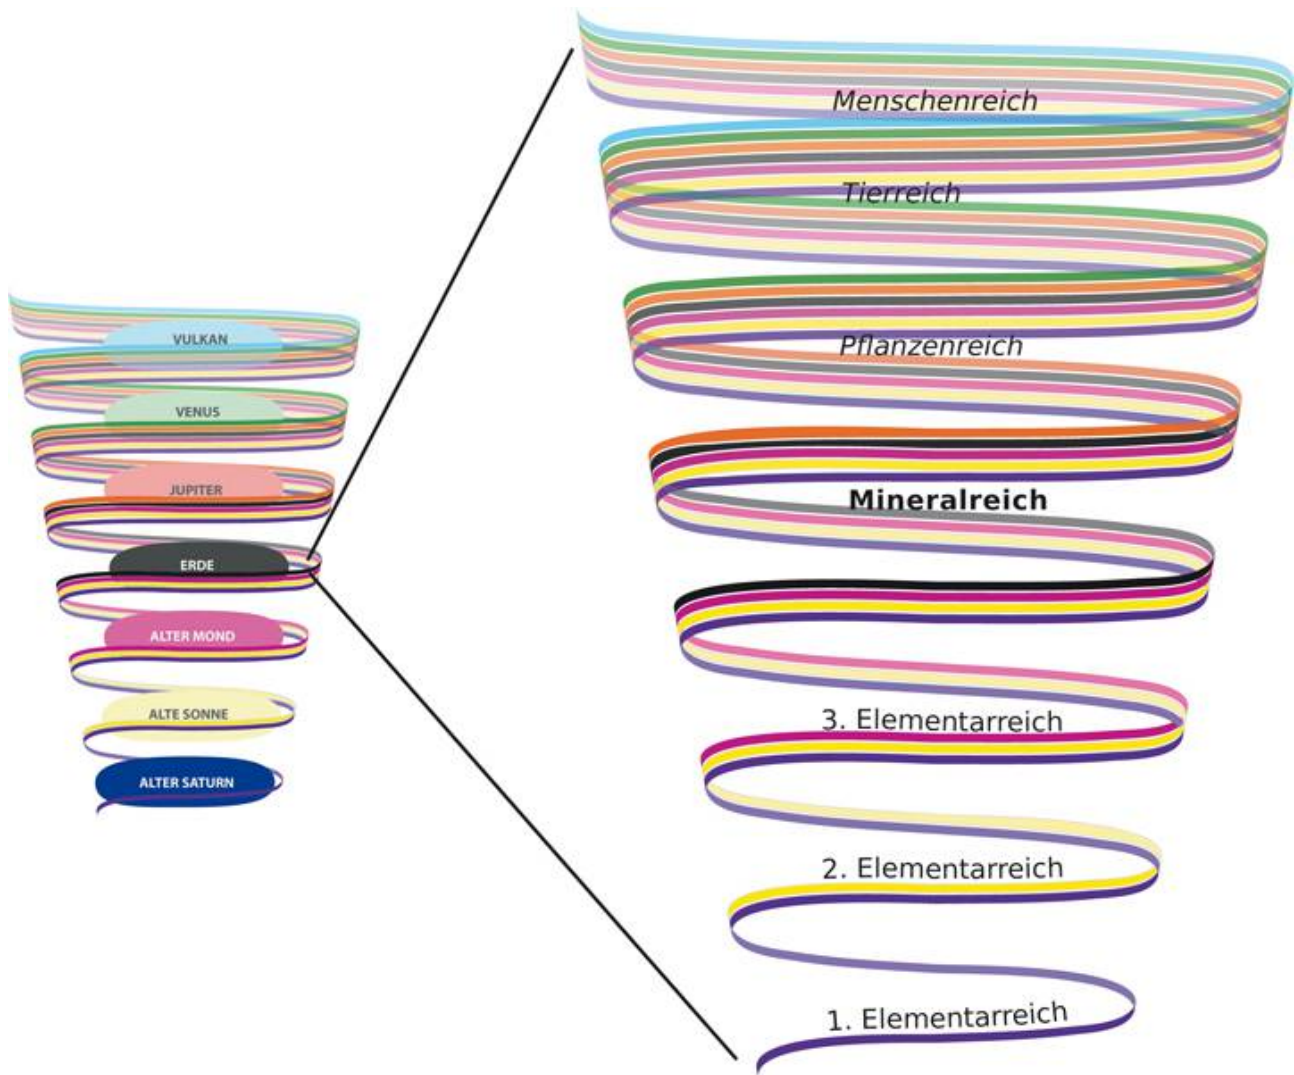 VULKAN
VENUS
JUPITER
ERDE
ALTER MOND
ALTE SONNE
ALTER SATURN
Menschenreich
Tierreich
Pflanzenreich
Mineralreich
3. Elementarreich
2. Elementarreich
1. Elementarreich